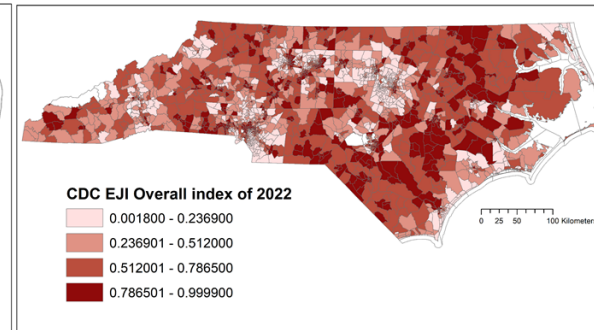 CDC EJI Overall index of 2022
0.001800 - 0.236900
0.236901 - 0.512000
0.512001 - 0.786500
0.786501 - 0.999900
0 25 50 100 Kilometers